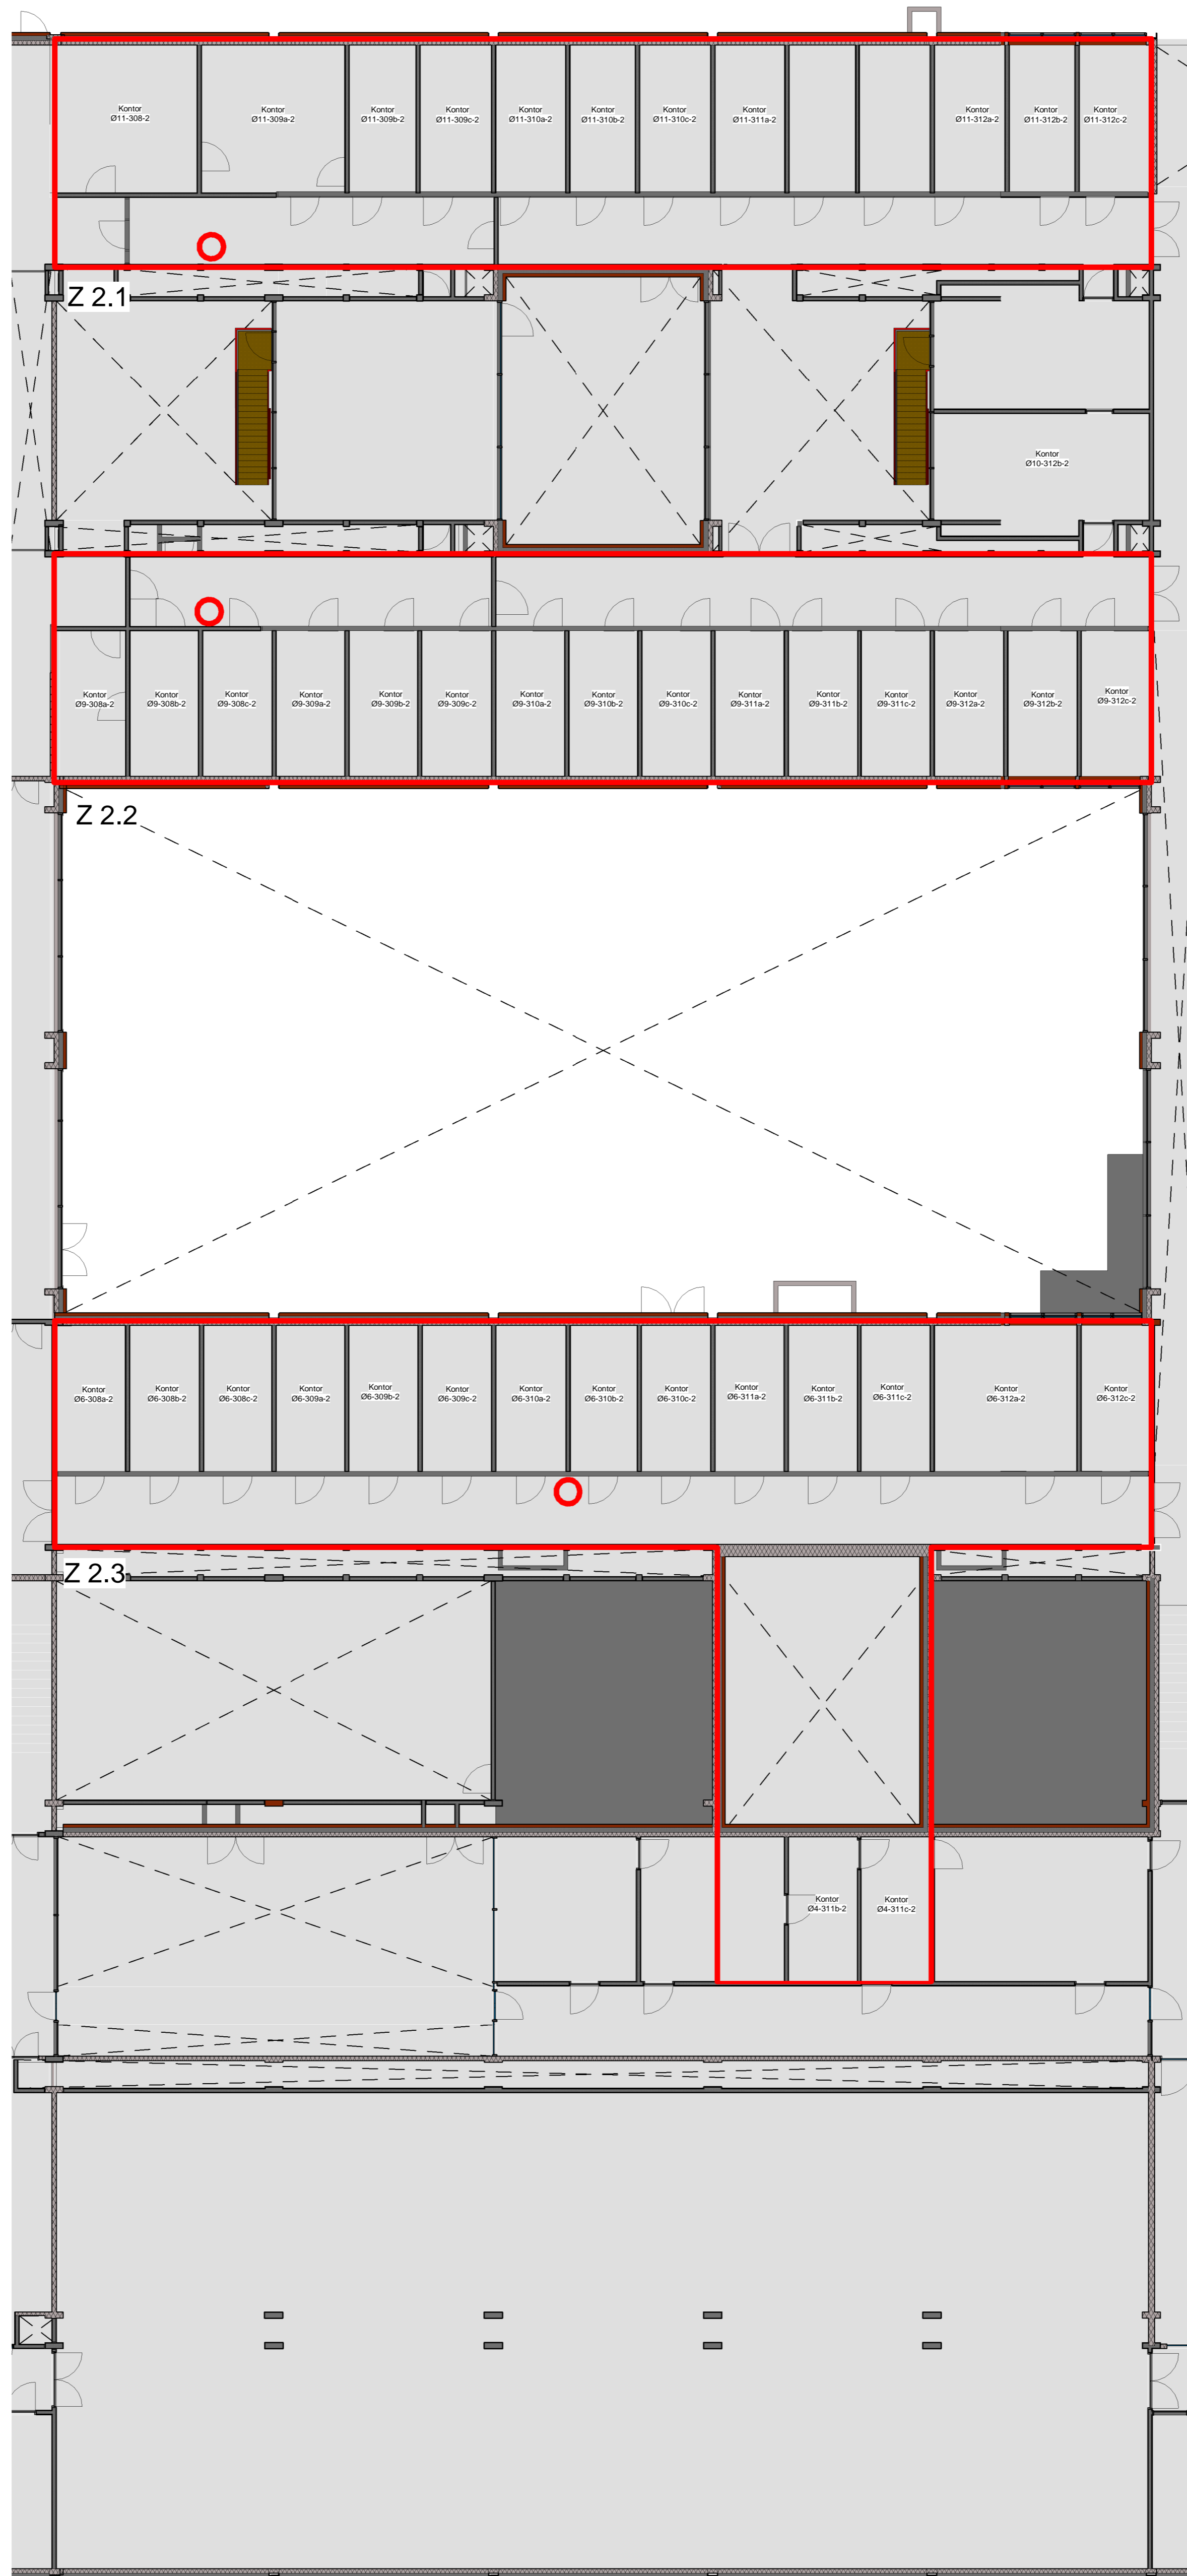 Kontor
Ø11-308-2
Kontor
Ø11-309a-2
Kontor
Ø11-309b-2
Kontor
Ø11-309c-2
Kontor
Ø11-310a-2
Kontor
Ø11-310b-2
Kontor
Ø11-310c-2
Kontor
Ø11-311a-2
Kontor
Ø11-312a-2
Kontor
Ø11-312b-2
Kontor
Ø11-312c-2
Z 2.1
Kontor
Ø10-312b-2
Kontor
Ø9-308a-2
Kontor
Ø9-308b-2
Kontor
Ø9-308c-2
Kontor
Ø9-309a-2
Kontor
Ø9-309b-2
Kontor
Ø9-309c-2
Kontor
Ø9-310a-2
Kontor
Ø9-310b-2
Kontor
Ø9-310c-2
Kontor
Ø9-311a-2
Kontor
Ø9-311b-2
Kontor
Ø9-311c-2
Kontor
Ø9-312a-2
Kontor
Ø9-312b-2
Kontor
Ø9-312c-2
Z 2.2
Kontor
Ø6-308a-2
Kontor
Ø6-308b-2
Kontor
Ø6-308c-2
Kontor
Ø6-309a-2
Kontor
Ø6-309b-2
Kontor
Ø6-309c-2
Kontor
Ø6-310a-2
Kontor
Ø6-310b-2
Kontor
Ø6-310c-2
Kontor
Ø6-311a-2
Kontor
Ø6-311b-2
Kontor
Ø6-311c-2
Kontor
Ø6-312a-2
Kontor
Ø6-312c-2
Z 2.3
Kontor
Ø4-311b-2
Kontor
Ø4-311c-2